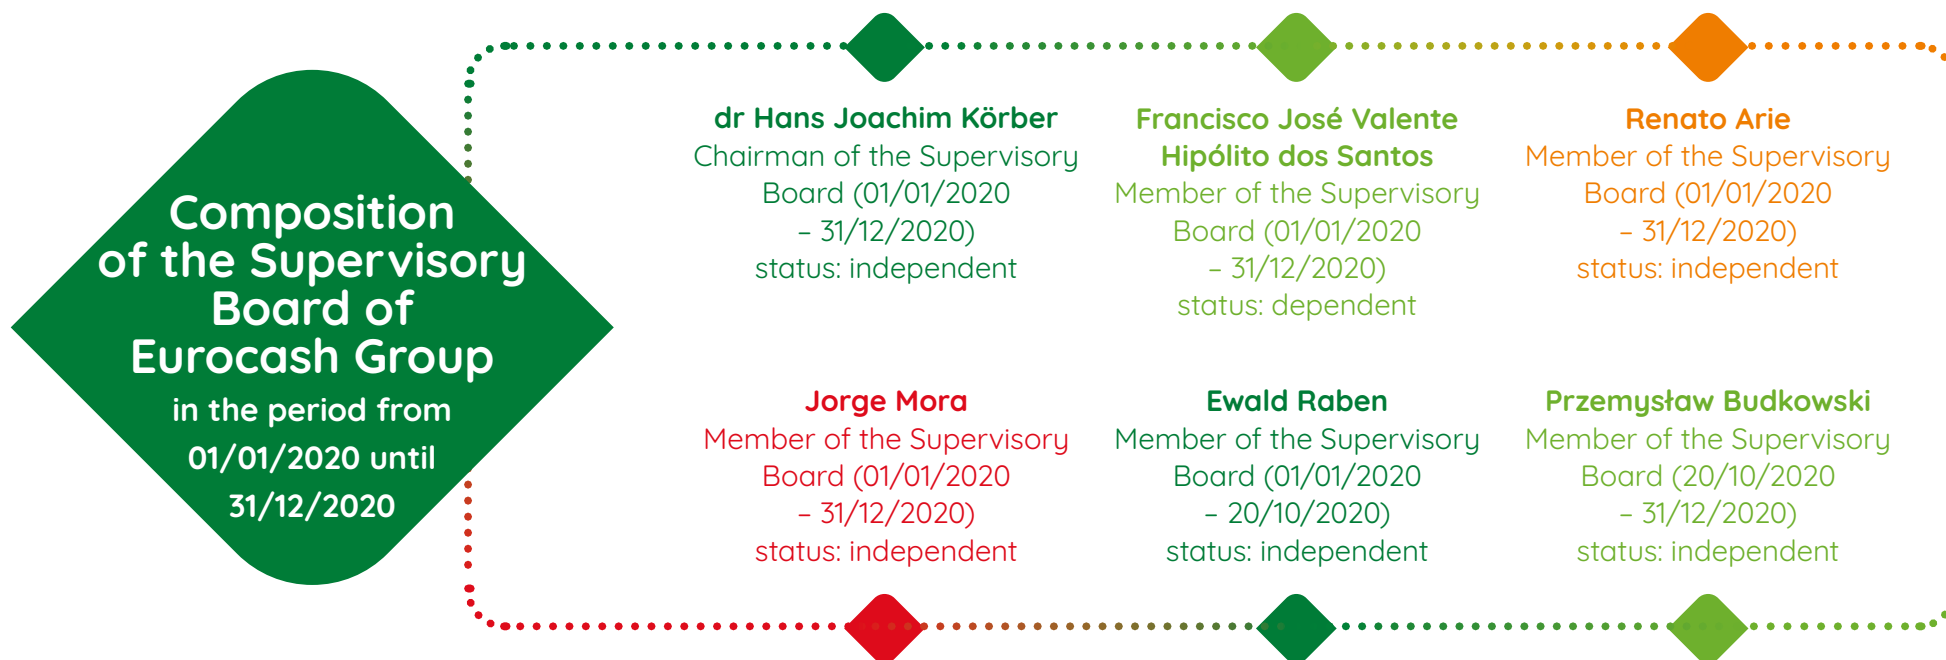 Composition
of the Supervisory
Board of
Eurocash Group
in the period from
01/01/2020 until
31/12/2020
dr Hans Joachim Körber
Chairman of the Supervisory
Board (01/01/2020
– 31/12/2020)
status: independent
Francisco José Valente
Hipólito dos Santos
Member of the Supervisory
Board (01/01/2020
– 31/12/2020)
status: dependent
Renato Arie
Member of the Supervisory
Board (01/01/2020
– 31/12/2020)
status: independent
Jorge Mora
Member of the Supervisory
Board (01/01/2020
– 31/12/2020)
status: independent
Ewald Raben
Member of the Supervisory
Board (01/01/2020
– 20/10/2020)
status: independent
Przemysław Budkowski
Member of the Supervisory
Board (20/10/2020
– 31/12/2020)
status: independent